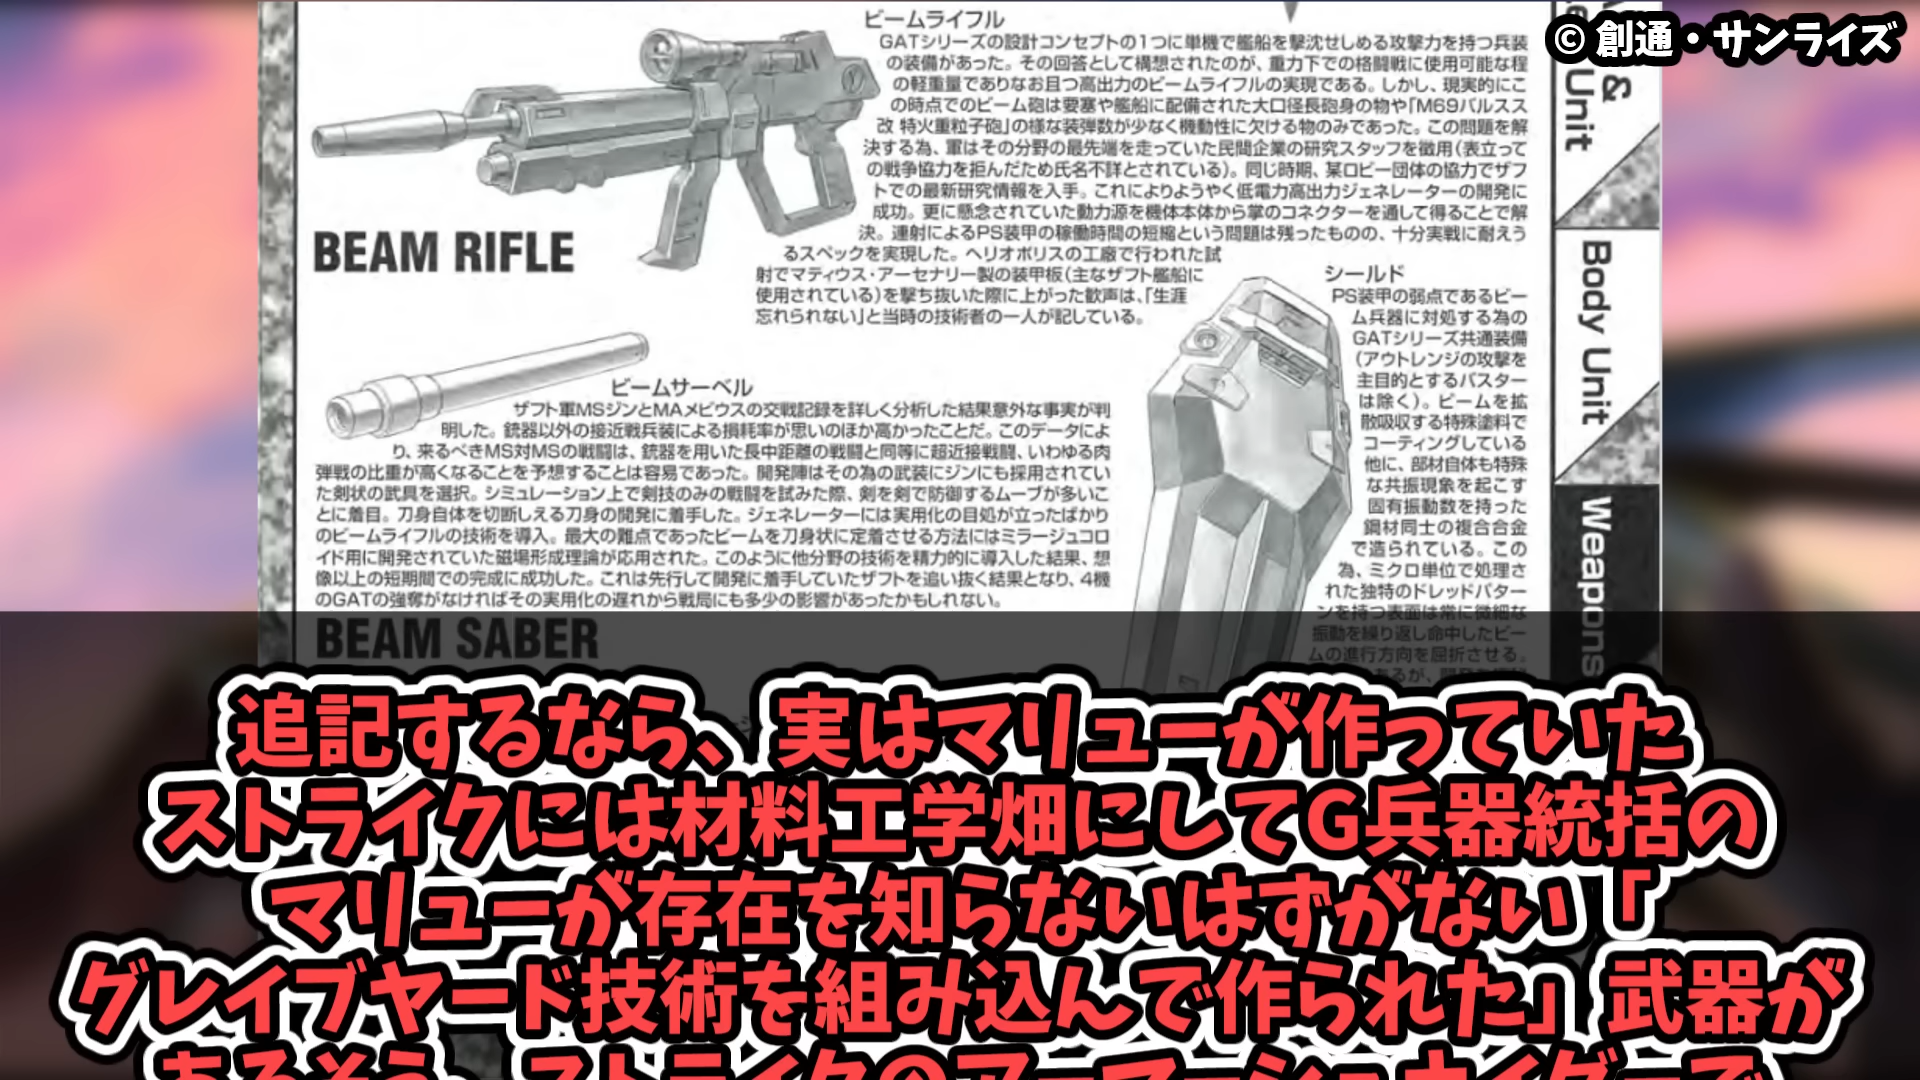 © 創通・サンライズ
ビームライフル
GATシリーズの設計コンセプトの1つに単機で艦船を撃沈せしめる攻撃力を持つ兵装
の装備があった。その回答として構想されたのが、重力下での格闘戦に使用可能な程
の軽重量でありなお且つ高出力のビームライフルの実現である。しかし、現実的にこ
の時点でのビーム砲は要塞や艦船に配備された大口径長砲身の物や「M69バルスス
改 特火重粒子砲」の様な装弾数が少なく機動性に欠ける物のみであった。この問題を解
決する為、軍はその分野の最先端を走っていた民間企業の研究スタッフを徴用(表立って
の戦争協力を拒んだため氏名不詳とされている)。同じ時期、某ロビー団体の協力でザフ
トでの最新研究情報を入手。これによりようやく低電力高出力ジェネレーターの開発に
成功。更に懸念されていた動力源を機体本体から掌のコネクターを通して得ることで解
決。連射によるPS装甲の稼働時間の短縮という問題は残ったものの、十分実戦に耐えう
るスペックを実現した。ヘリオポリスの工廠で行われた試
射でマティウス・アーセナリー製の装甲板(主なザフト艦船に
使用されている)を撃ち抜いた際に上がった歓声は、「生涯
忘れられない」と当時の技術者の一人が記している。
BEAM RIFLE
シールド
PS装甲の弱点であるビー
ム兵器に対処する為の
GATシリーズ共通装備
(アウトレンジの攻撃を
主目的とするバスター
は除く)。ビームを拡
散吸収する特殊塗料で
コーティングしている
他に、部材自体も特殊
な共振現象を起こす
固有振動数を持った
鋼材同士の複合合金
で造られている。この
為、ミクロ単位で処理さ
れた独特のドレッドパター
ンを持つ表面は常に微細な
振動を繰り返し命中したビー
ムの進行方向を屈折させる。
ビームサーベル
ザフト軍MSジンとMAメビウスの交戦記録を詳しく分析した結果意外な事実が判
明した。銃器以外の接近戦兵装による損耗率が思いのほか高かったことだ。このデータによ
り、来るべきMS対MSの戦闘は、銃器を用いた長中距離の戦闘と同等に超近接戦闘、いわゆる肉
弾戦の比重が高くなることを予想することは容易であった。開発陣はその為の武装にジンにも採用されてい
た剣状の武具を選択。シミュレーション上で剣技のみの戦闘を試みた際、剣を剣で防御するムーブが多いこ
とに着目。刀身自体を切断しえる刀身の開発に着手した。ジェネレーターには実用化の目処が立ったばかり
のビームライフルの技術を導入。最大の難点であったビームを刀身状に定着させる方法にはミラージュコロ
イド用に開発されていた磁場形成理論が応用された。このように他分野の技術を精力的に導入した結果、想
像以上の短期間での完成に成功した。これは先行して開発に着手していたザフトを追い抜く結果となり、4機
のGATの強奪がなければその実用化の遅れから戦局にも多少の影響があったかもしれない。
BEAM SABER
&
Unit
Body Unit
Weapons
追記するなら、実はマリューが作っていた
ストライクには材料工学畑にしてG兵器統括の
マリューが存在を知らないはずがない「
グレイブヤード技術を組み込んで作られた」武器が
あるそう、ストライクのアーマーシュナイダーで